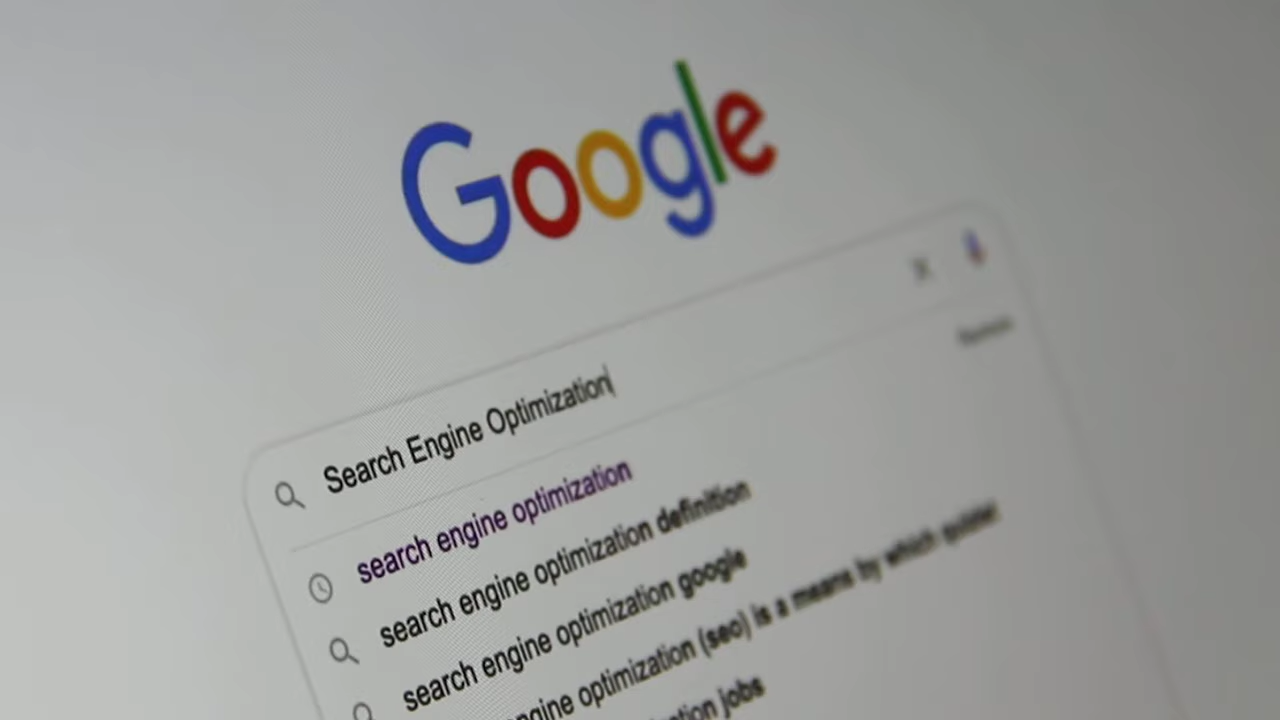 Google
Search Engine Optimization
Remove
search engine optimization
search engine optimization definition
search engine optimization google
engine optimization (seo) is a means by which
jobs